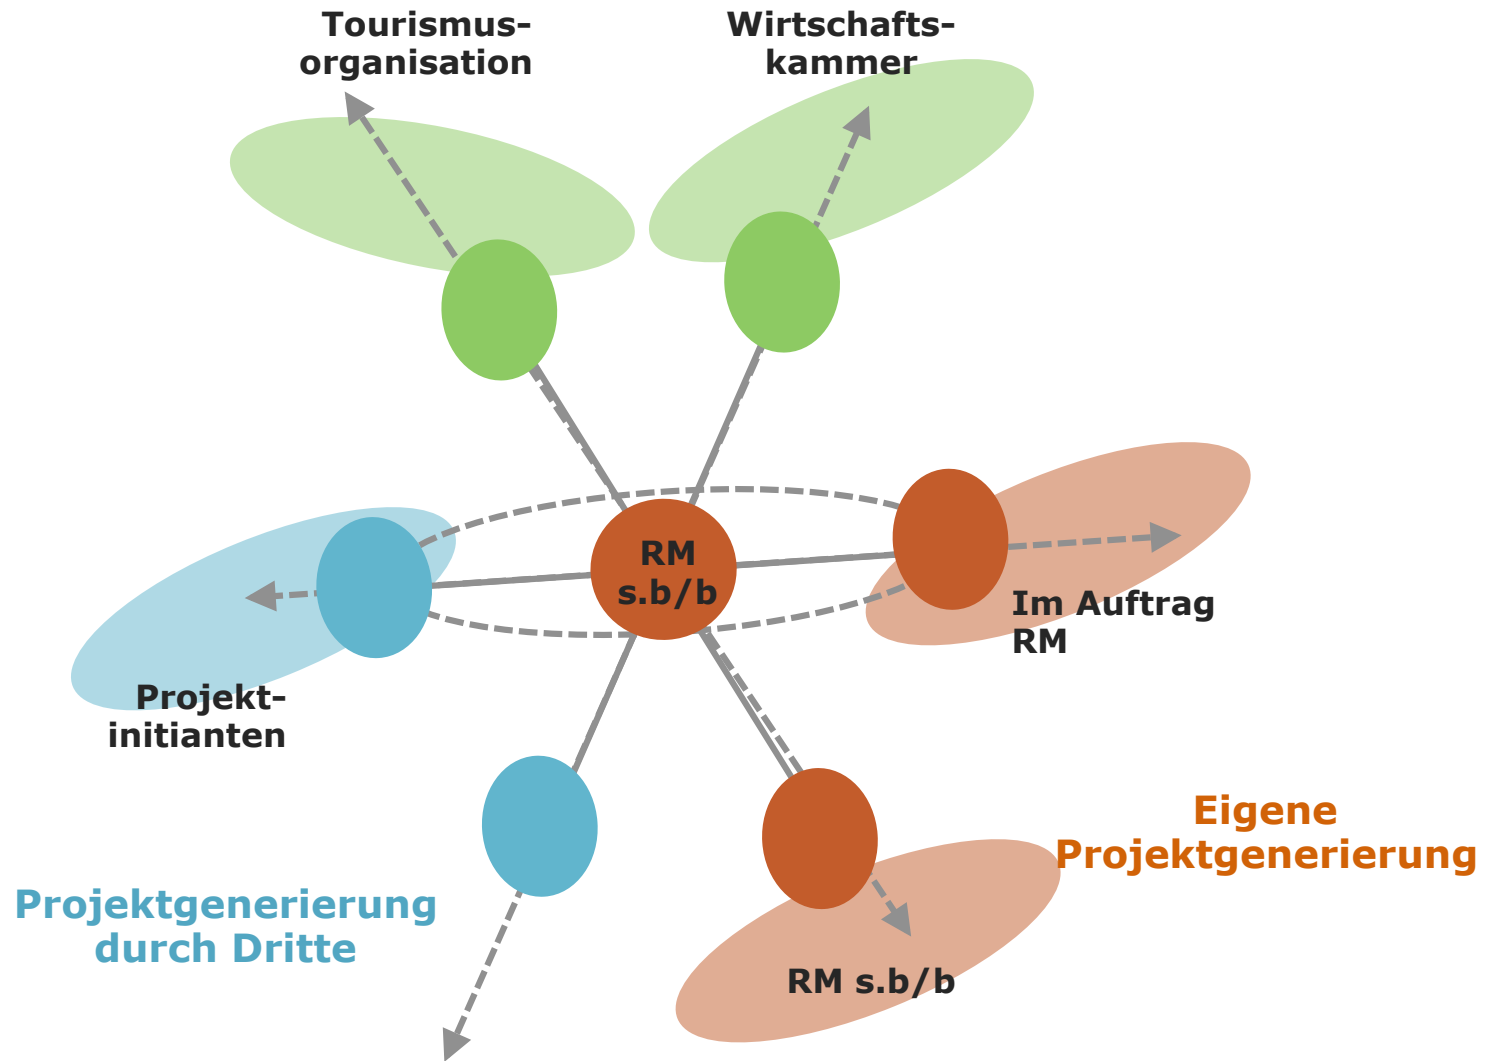 Tourismus-
organisation
Wirtschafts-
kammer
RM
s.b/b
Im Auftrag
RM
Projekt-
initianten
Eigene
Projektgenerierung
Projektgenerierung
durch Dritte
RM s.b/b